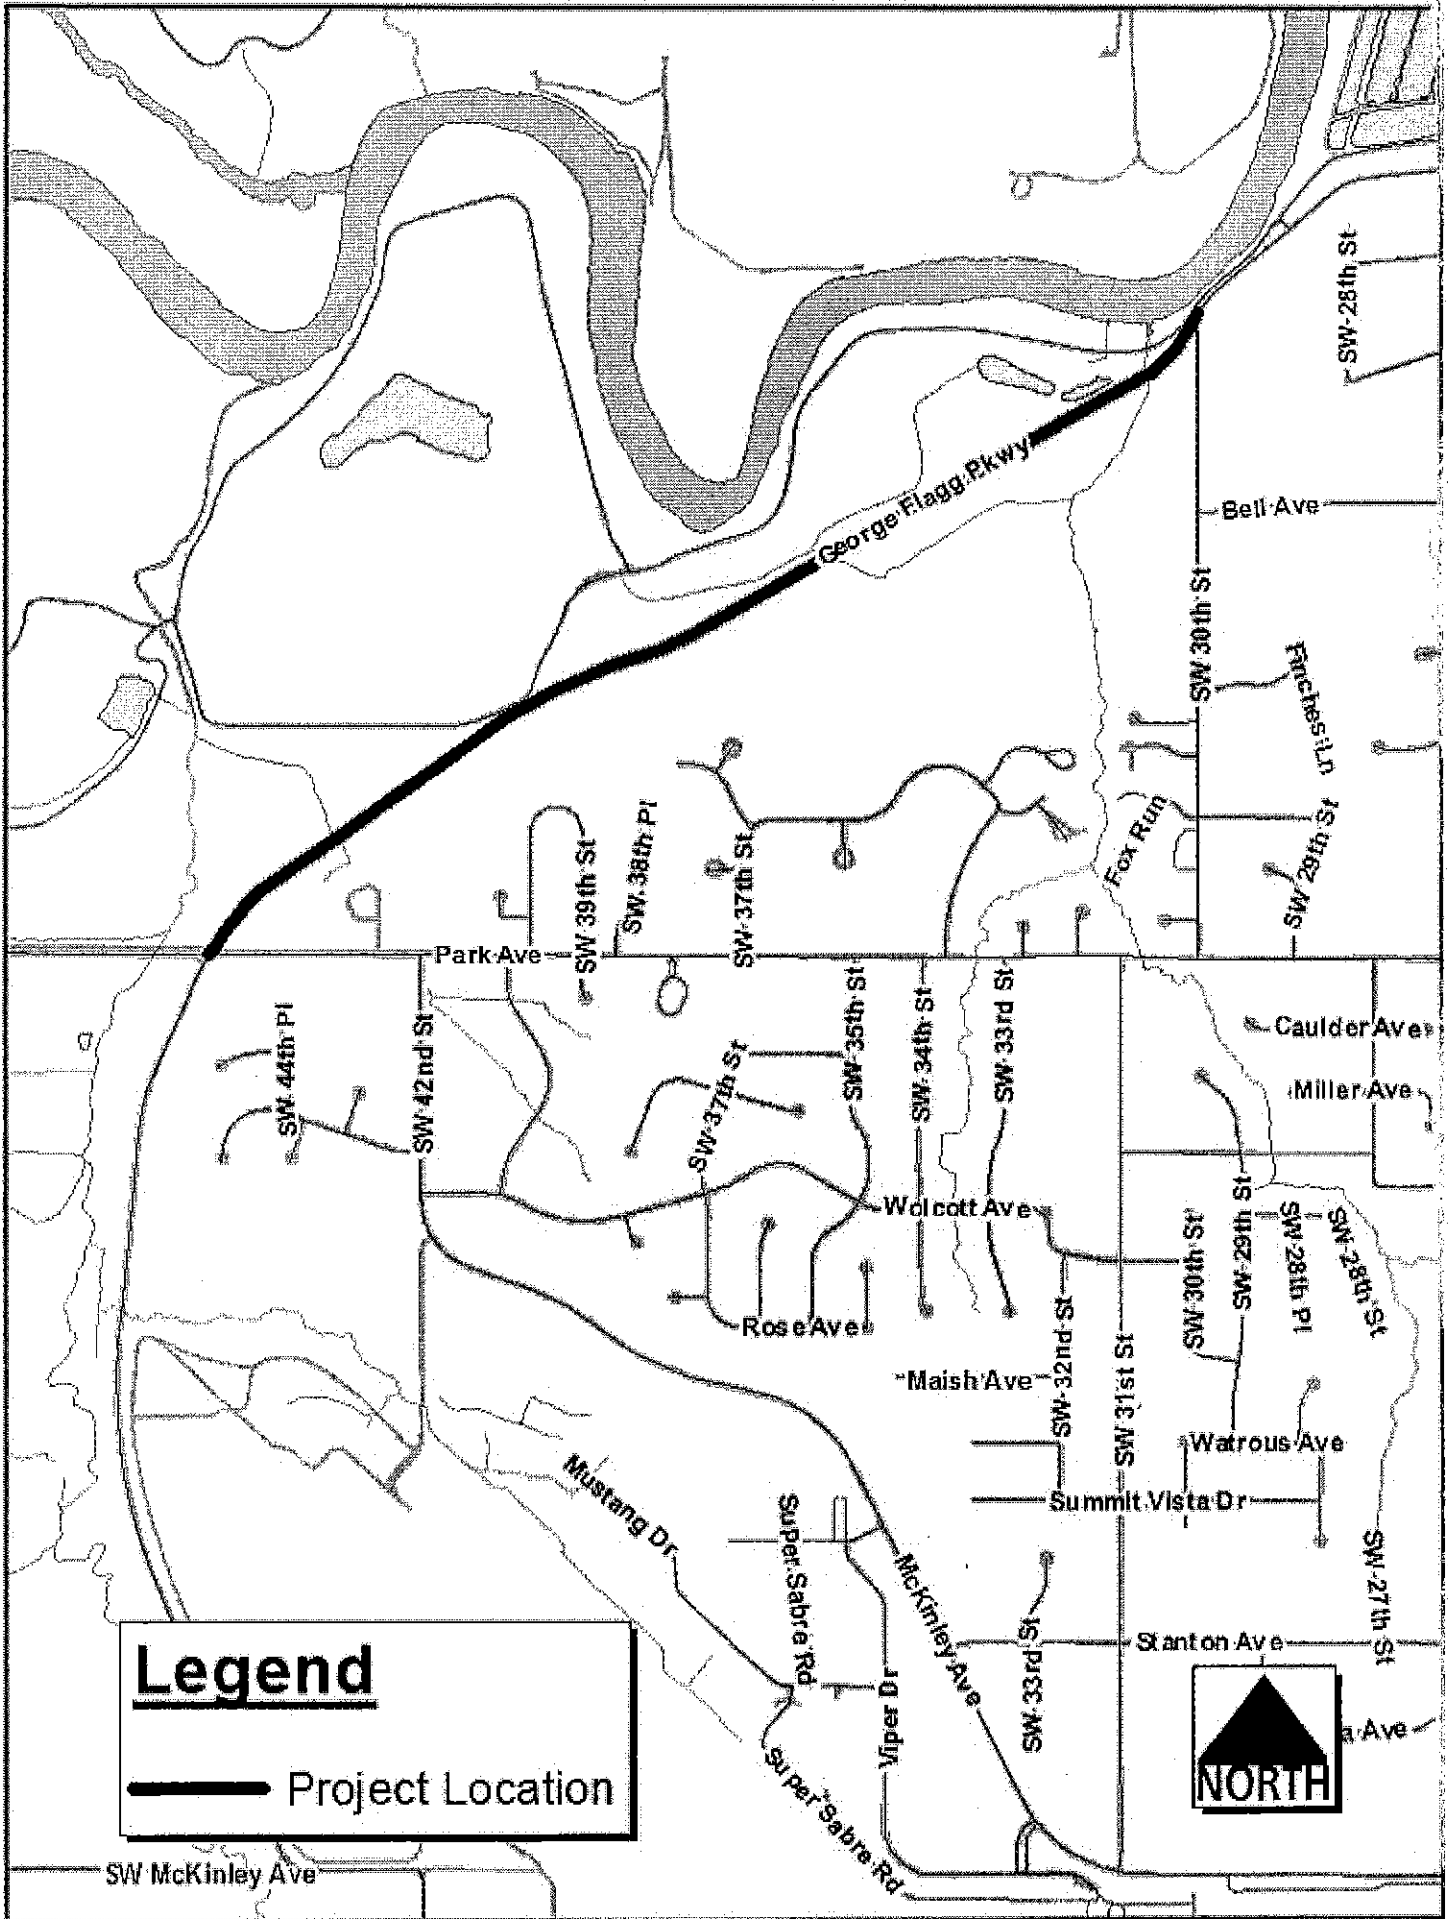 SW 28th St
George Flagg Pkwy
Bell Ave
SW 30th St
Finches Ln
SW 39th St
SW 38th Pl
SW 37th St
Fox Run
SW 29th St
Park Ave
SW 44th Pl
SW 42nd St
SW 37th St
SW 35th St
SW 34th St
SW 33rd St
Caulder Ave
Miller Ave
Wolcott Ave
SW 30th St
SW 29th St
SW 28th Pl
SW 28th St
Rose Ave
SW 32nd St
SW 31st St
Maish Ave
Watrous Ave
Summit Vista Dr
Mustang Dr
Super Sabre Rd
McKinley Ave
SW 27th St
SW 33rd St
Stanton Ave
Viper Dr
Super Sabre Rd
a Ave
NORTH
Legend
Project Location
SW McKinley Ave